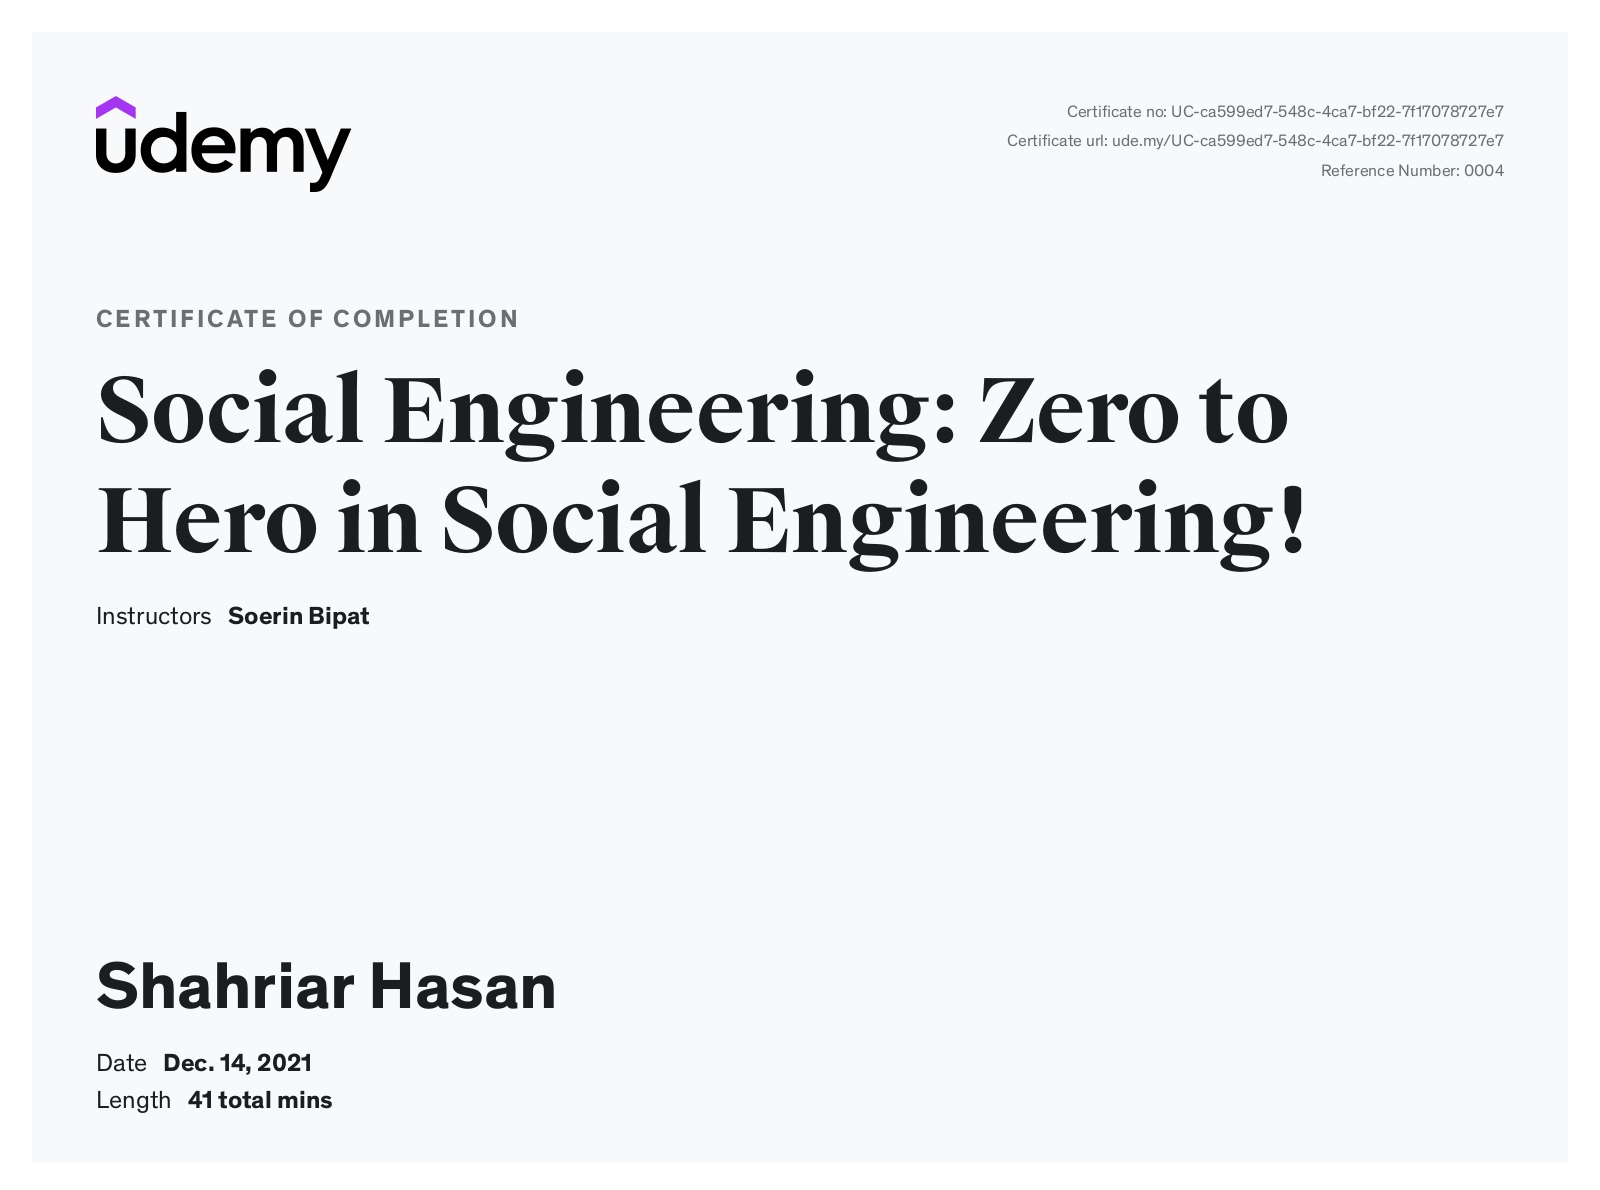 udemy
Certificate no: UC-ca599ed7-548c-4ca7-bf22-7f17078727e7
Certificate url: ude.my/UC-ca599ed7-548c-4ca7-bf22-7f17078727e7
Reference Number: 0004
CERTIFICATE OF COMPLETION
Social Engineering: Zero to
Hero in Social Engineering!
Instructors Soerin Bipat
Shahriar Hasan
Date Dec. 14, 2021
Length 41 total mins